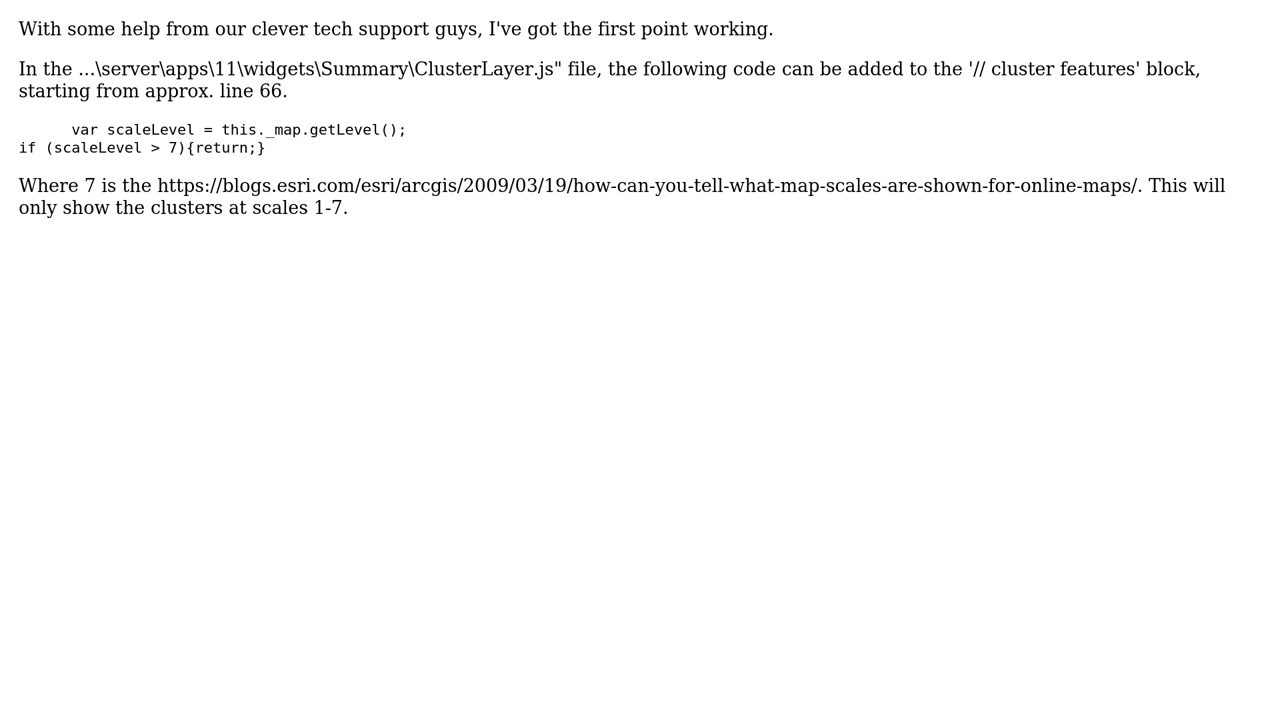 With some help from our clever tech support guys, I've got the first point working.
In the ...\server\apps\11\widgets\Summary\ClusterLayer.js" file, the following code can be added to the '// cluster features' block,
starting from approx. line 66.
var scaleLevel = this._map.getLevel();
if (scaleLevel > 7){return;}
Where 7 is the https://blogs.esri.com/esri/arcgis/2009/03/19/how-can-you-tell-what-map-scales-are-shown-for-online-maps/. This will
only show the clusters at scales 1-7.